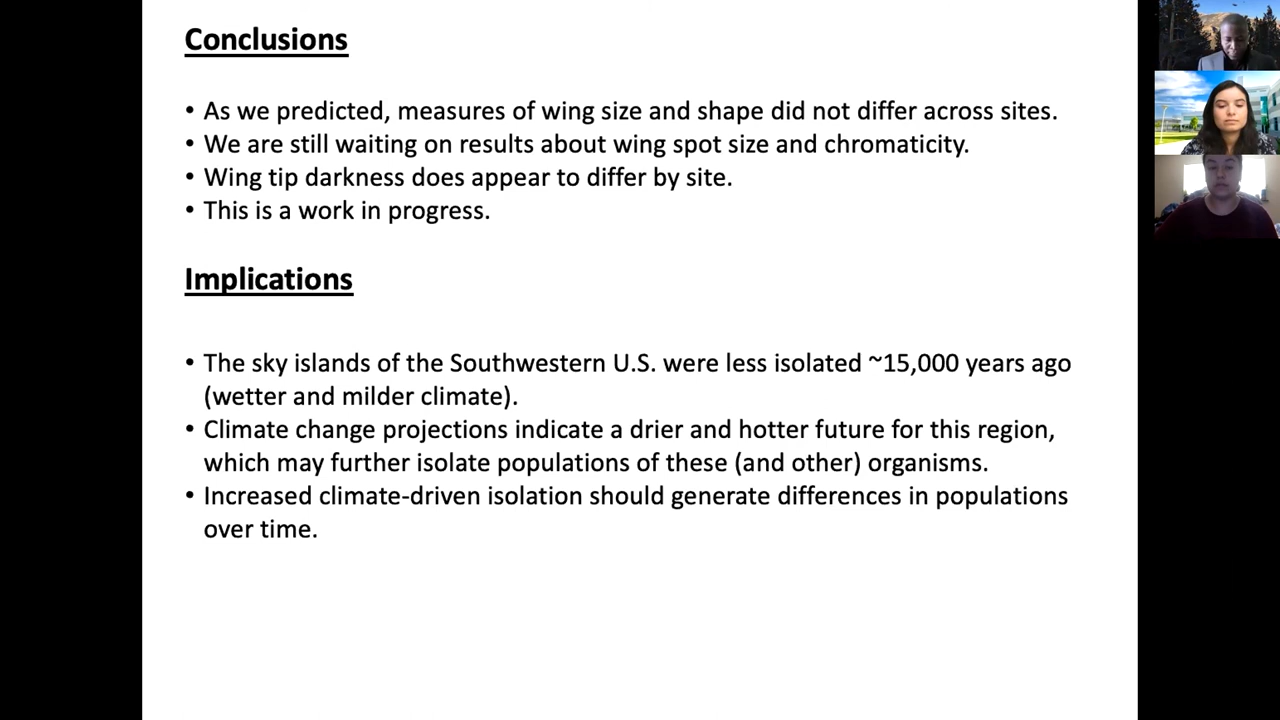 Conclusions
• As we predicted, measures of wing size and shape did not differ across sites.
• We are still waiting on results about wing spot size and chromaticity.
• Wing tip darkness does appear to differ by site.
• This is a work in progress.
Implications
• The sky islands of the Southwestern U.S. were less isolated ~15,000 years ago
(wetter and milder climate).
• Climate change projections indicate a drier and hotter future for this region,
which may further isolate populations of these (and other) organisms.
• Increased climate-driven isolation should generate differences in populations
over time.